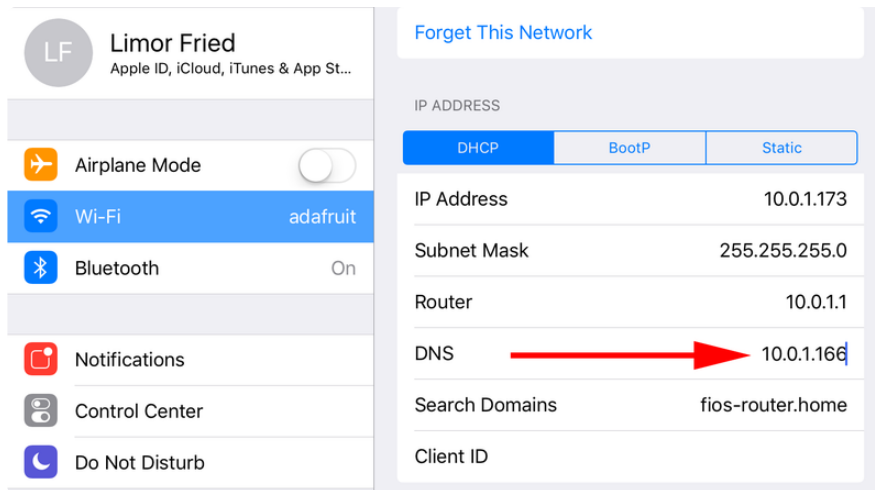 LF
Limor Fried
Apple ID, iCloud, iTunes & App St...
Airplane Mode
Wi-Fi adafruit
Bluetooth On
Notifications
Control Center
Do Not Disturb
Forget This Network
IP ADDRESS
DHCP BootP Static
IP Address 10.0.1.173
Subnet Mask 255.255.255.0
Router 10.0.1.1
DNS 10.0.1.166
Search Domains fios-router.home
Client ID